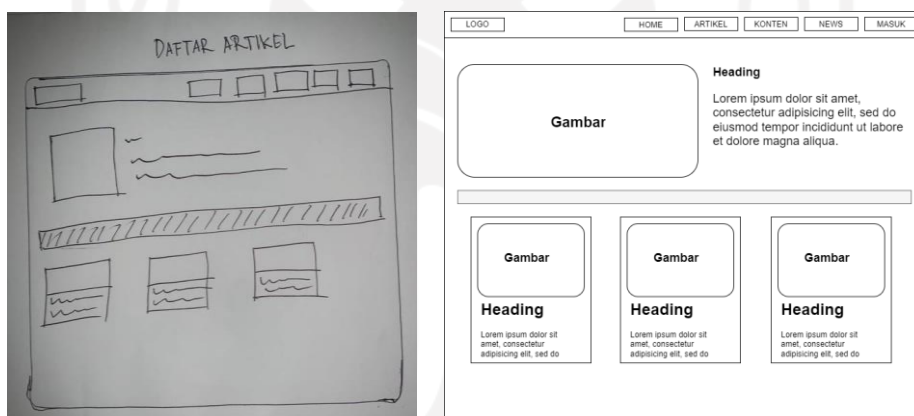 DAFTAR ARTIKEL
LOGO
HOME
ARTIKEL
KONTEN
NEWS
MASUK
Gambar
Heading
Lorem ipsum dolor sit amet,
consectetur adipisicing elit, sed do
eiusmod tempor incididunt ut labore
et dolore magna aliqua.
Gambar
Heading
Lorem ipsum dolor sit
amet, consectetur
adipisicing elit, sed do
Gambar
Heading
Lorem ipsum dolor sit
amet, consectetur
adipisicing elit, sed do
Gambar
Heading
Lorem ipsum dolor sit
amet, consectetur
adipisicing elit, sed do